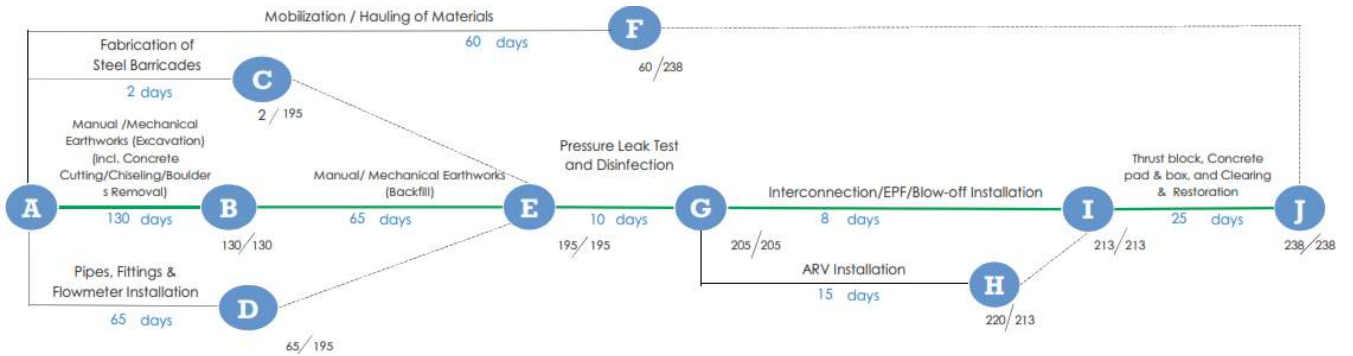 Mobilization / Hauling of Materials
F
60 days
60/238
Fabrication of
Steel Barricades
C
2 days
2/195
Manual /Mechanical
Earthworks (Excavation)
(incl. Concrete
Cutting/Chiseling/Boulder
s Removal)
A
130 days
B
130/130
Manual/ Mechanical Earthworks
(Backfill)
65 days
E
195/195
Pressure Leak Test
and Disinfection
10 days
G
205/205
Interconnection/EPF/Blow-off Installation
8 days
I
213/213
Thrust block, Concrete
pad & box, and Clearing
& Restoration
25 days
J
238/238
Pipes, Fittings &
Flowmeter Installation
D
65 days
65/195
ARV Installation
H
15 days
220/213